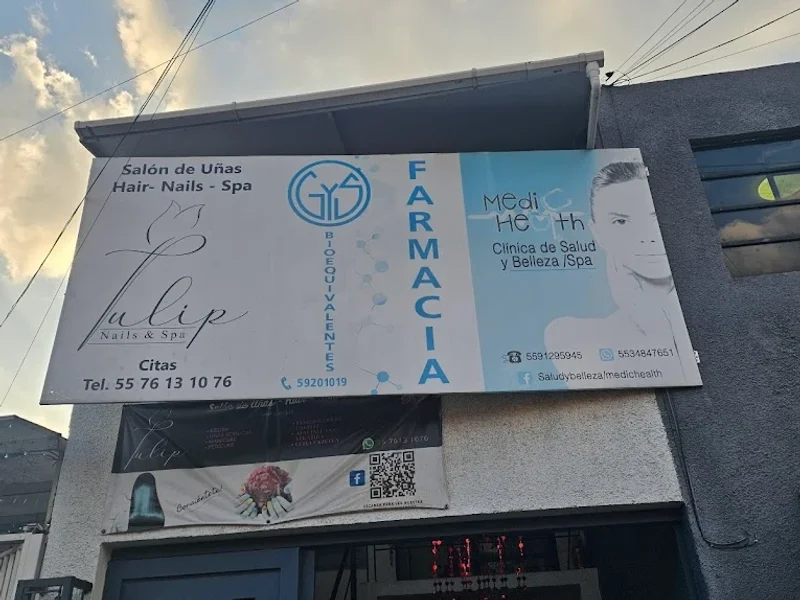 Salón de Uñas
Hair- Nails - Spa
Tulip
Nails & Spa
Citas
Tel. 55 76 13 10 76
GYS
BIOEQUIVALENTES
59201019
FARMACIA
Medic
Health
Clínica de Salud
y Belleza /Spa
5591295945
5534847651
Saludybelleza/medichealth
Tulip
Consiéntete!